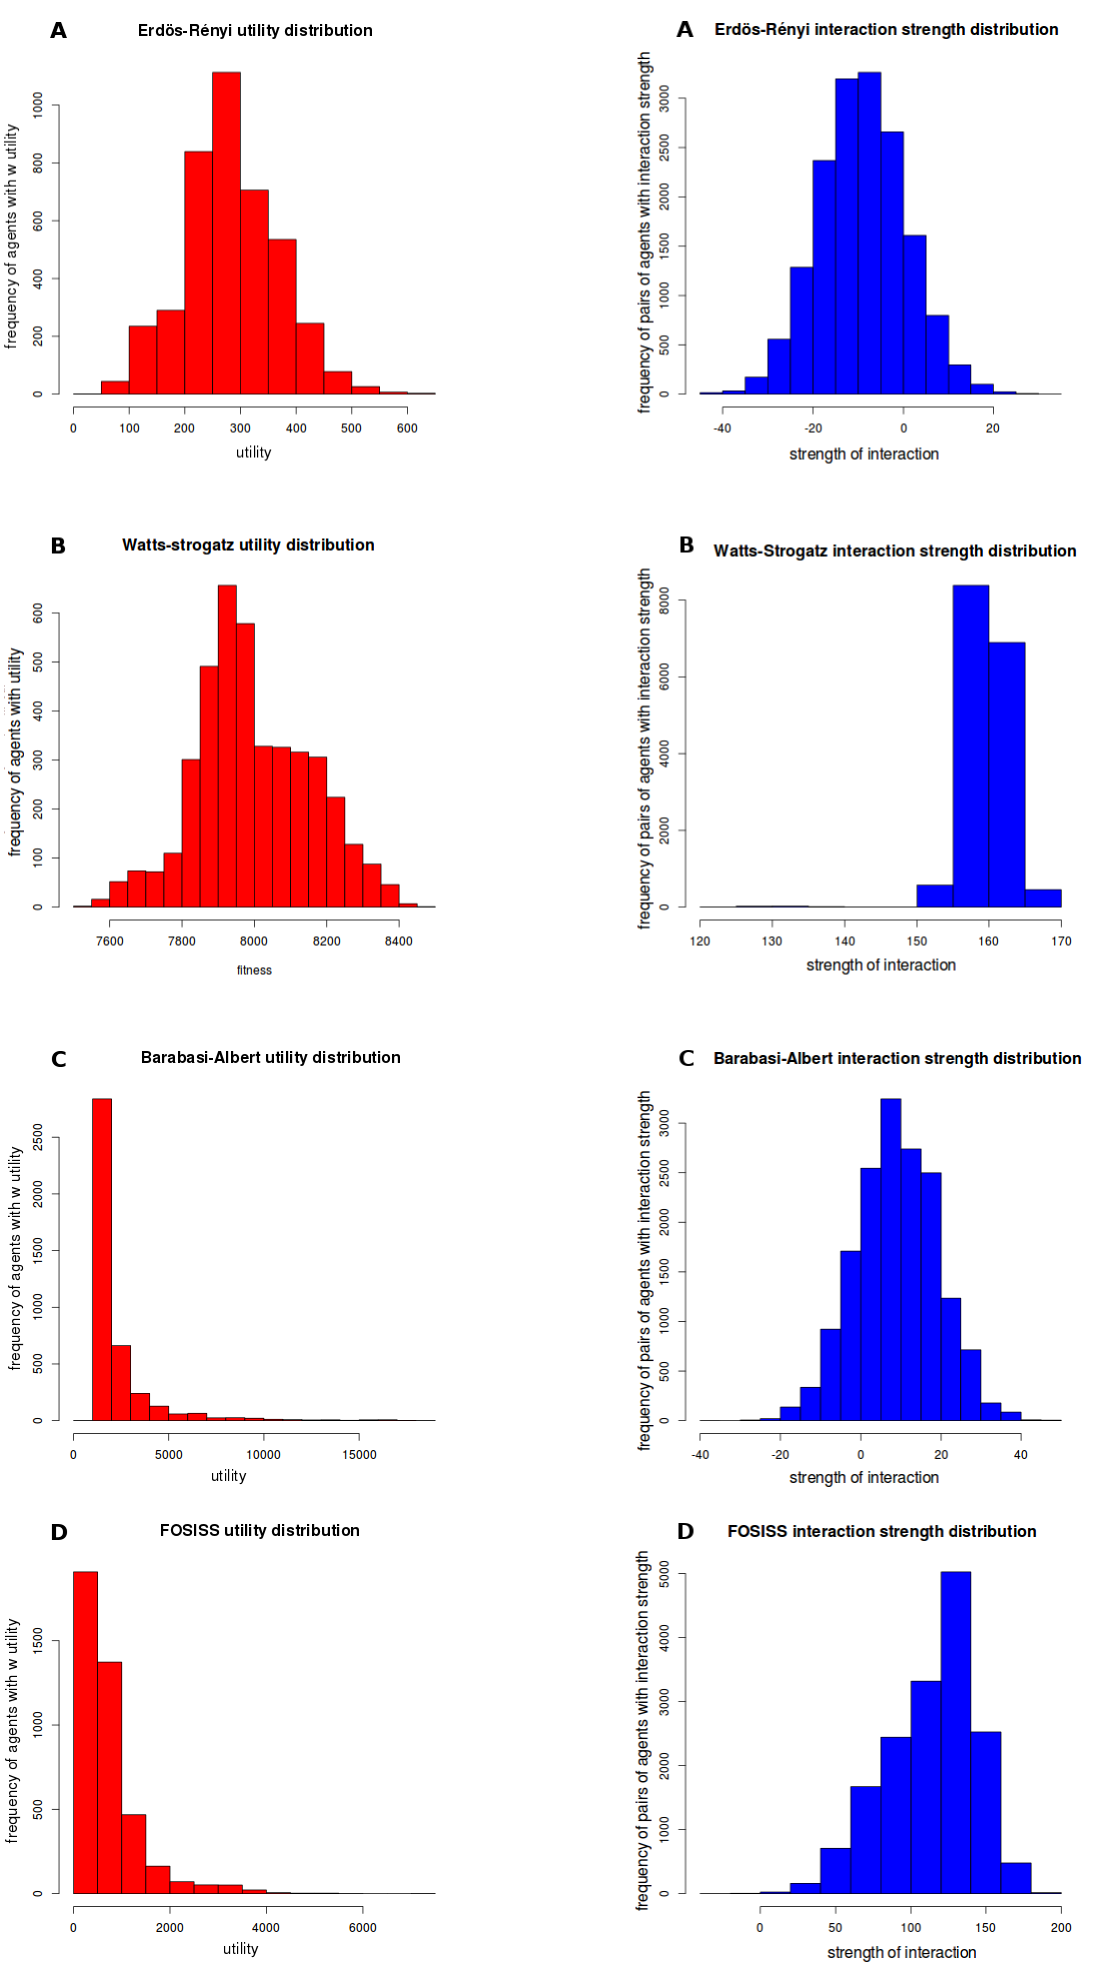 A Erdös-Rényi utility distribution
frequency of agents with w utility
0 200 400 600 800 1000
0 100 200 300 400 500 600
utility
A Erdös-Rényi interaction strength distribution
frequency of pairs of agents with interaction strength
0 500 1000 1500 2000 2500 3000
-40 -20 0 20
strength of interaction
B Watts-strogatz utility distribution
frequency of agents with utility
0 100 200 300 400 500 600
7600 7800 8000 8200 8400
fitness
B Watts-Strogatz interaction strength distribution
frequency of pairs of agents with interaction strength
0 2000 4000 6000 8000
120 130 140 150 160 170
strength of interaction
C Barabasi-Albert utility distribution
frequency of agents with w utility
0 500 1000 1500 2000 2500
0 5000 10000 15000
utility
C Barabasi-Albert interaction strength distribution
frequency of pairs of agents with interaction strength
0 500 1000 1500 2000 2500 3000
-40 -20 0 20 40
strength of interaction
D FOSISS utility distribution
frequency of agents with w utility
0 500 1000 1500
0 2000 4000 6000
utility
D FOSISS interaction strength distribution
frequency of pairs of agents with interaction strength
0 1000 2000 3000 4000 5000
0 50 100 150 200
strength of interaction